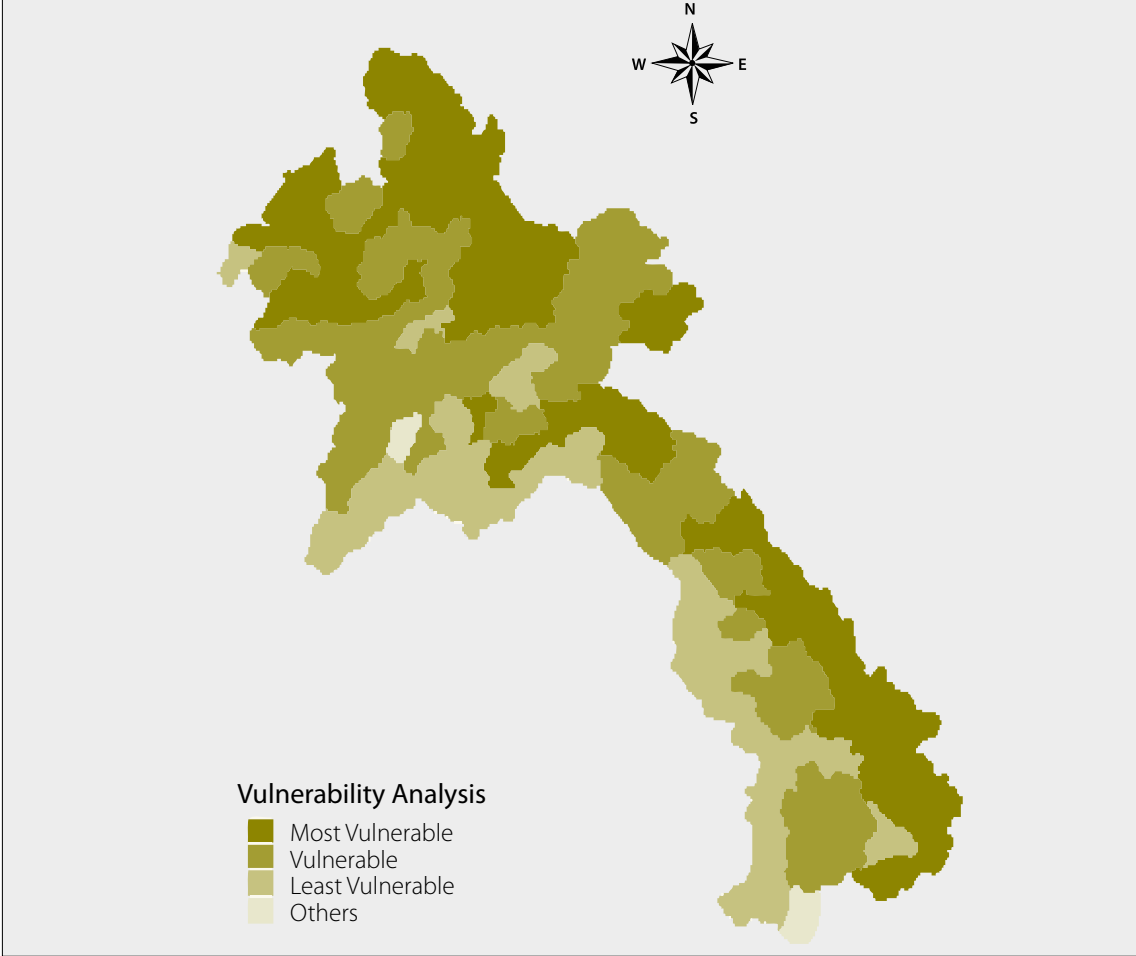 N
W E
S
Vulnerability Analysis
Most Vulnerable
Vulnerable
Least Vulnerable
Others